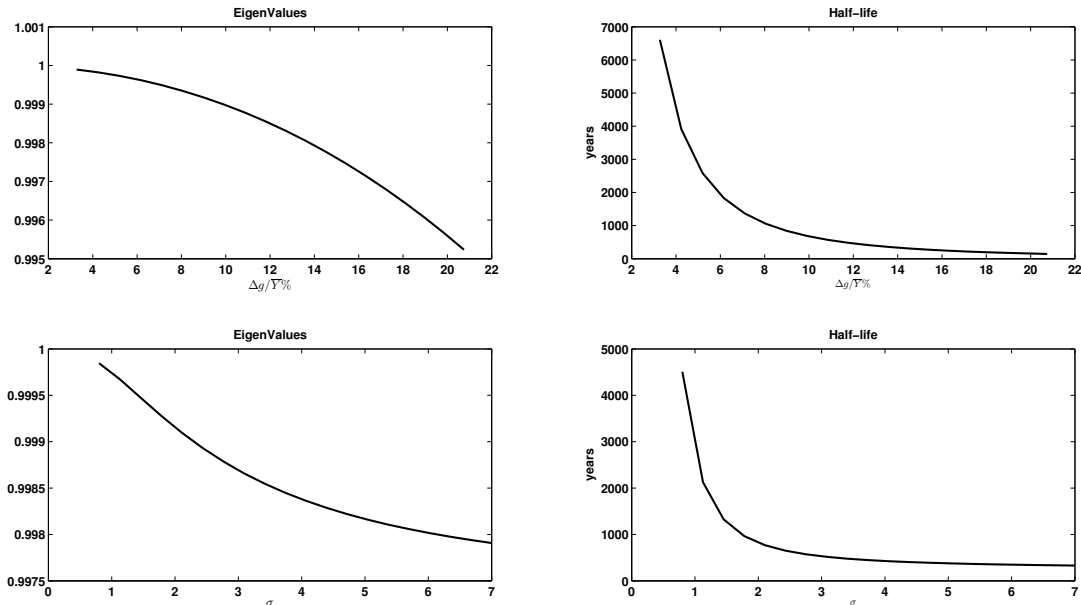 EigenValues
1.001
1
0.999
0.998
0.997
0.996
0.995
2 4 6 8 10 12 14 16 18 20 22
Δg/Y̅%
Half−life
7000
6000
5000
4000
3000
2000
1000
0
years
2 4 6 8 10 12 14 16 18 20 22
Δg/Y̅%
EigenValues
1
0.9995
0.999
0.9985
0.998
0.9975
0 1 2 3 4 5 6 7
σ
Half−life
5000
4000
3000
2000
1000
0
years
0 1 2 3 4 5 6 7
σ